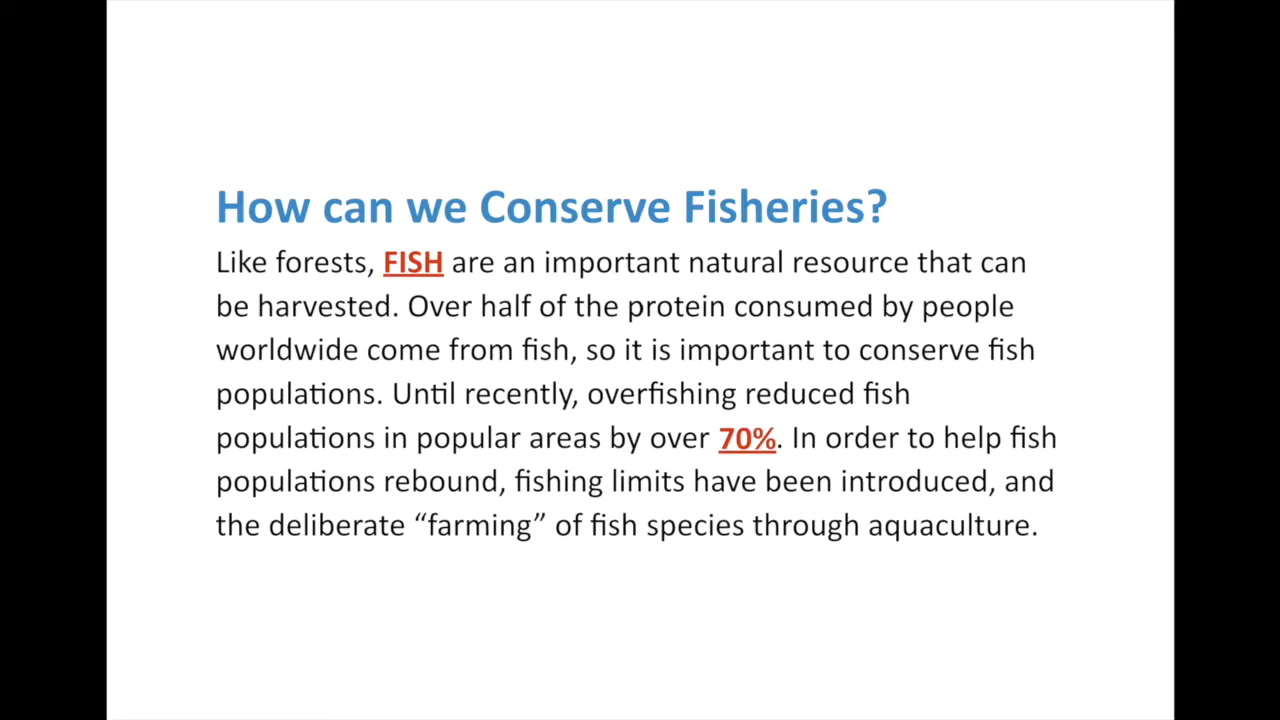 How can we Conserve Fisheries?
Like forests, FISH are an important natural resource that can
be harvested. Over half of the protein consumed by people
worldwide come from fish, so it is important to conserve fish
populations. Until recently, overfishing reduced fish
populations in popular areas by over 70%. In order to help fish
populations rebound, fishing limits have been introduced, and
the deliberate “farming” of fish species through aquaculture.